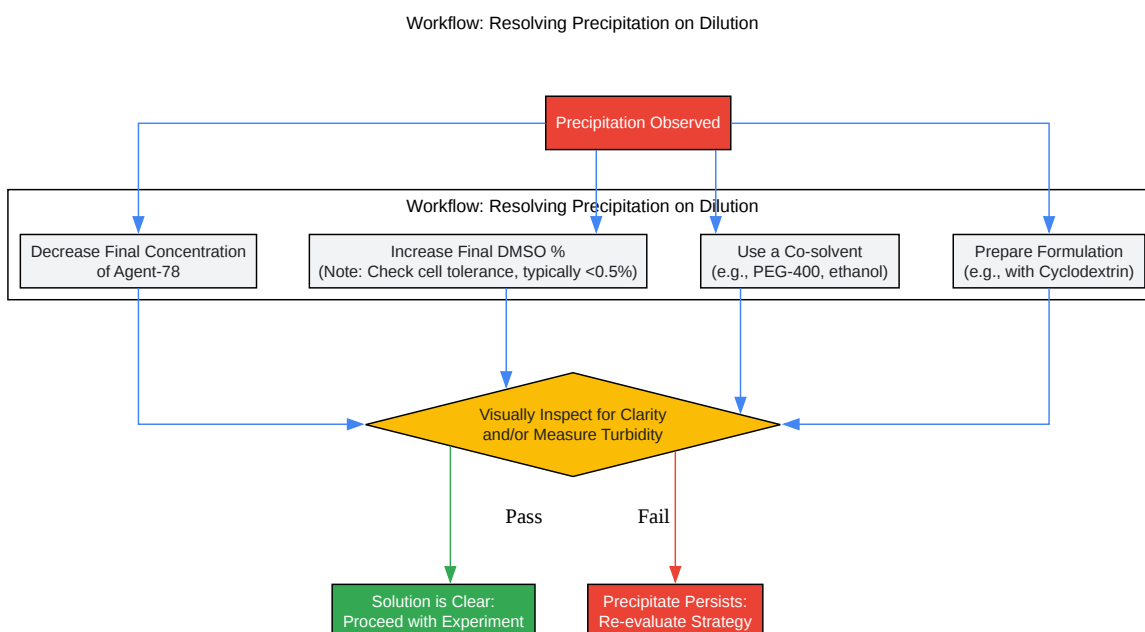 Workflow: Resolving Precipitation on Dilution
Precipitation Observed
Workflow: Resolving Precipitation on Dilution
Decrease Final Concentration
of Agent-78
Increase Final DMSO %
(Note: Check cell tolerance, typically <0.5%)
Use a Co-solvent
(e.g., PEG-400, ethanol)
Prepare Formulation
(e.g., with Cyclodextrin)
Visually Inspect for Clarity
and/or Measure Turbidity
Pass
Fail
Solution is Clear:
Proceed with Experiment
Precipitate Persists:
Re-evaluate Strategy